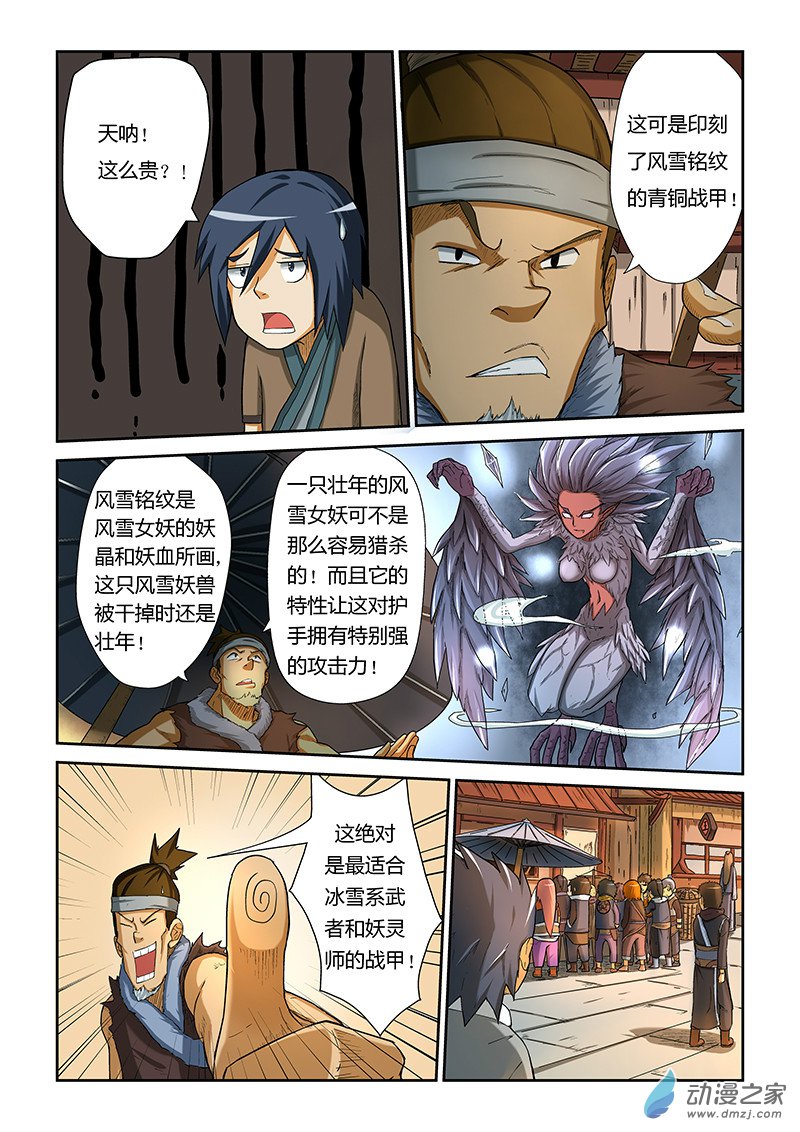 天呐！
这么贵？！
这可是印刻
了风雪铭纹
的青铜战甲！
风雪铭纹是
风雪女妖的妖
晶和妖血所画，
这只风雪妖兽
被干掉时还是
壮年！
一只壮年的风
雪女妖可不是
那么容易猎杀
的！而且它的
特性让这对护
手拥有特别强
的攻击力！
这绝对
是最适合
冰雪系武
者和妖灵
师的战甲！
动漫之家
www.dmzj.com